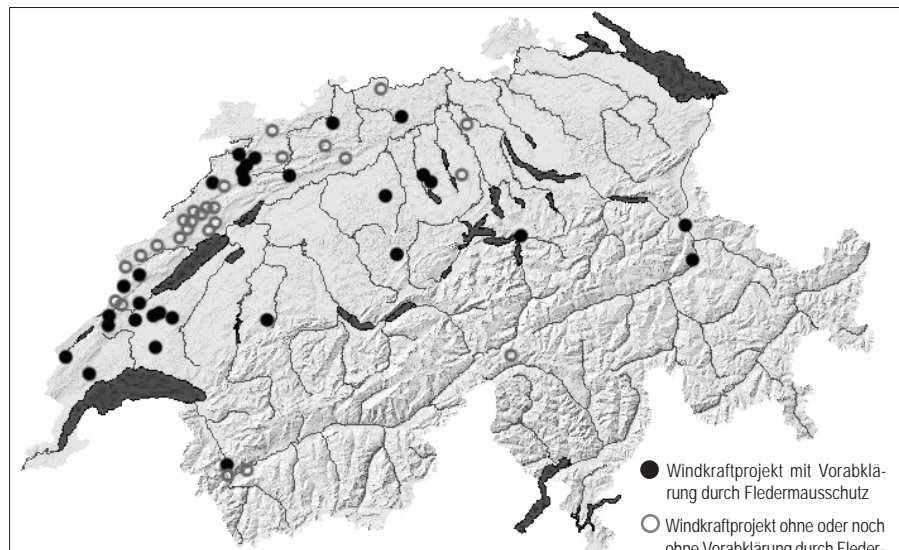 Windkraftprojekt mit Vorabklä-
rung durch Fledermausschutz
Windkraftprojekt ohne oder noch
ohne Vorabklärung durch Fleder-